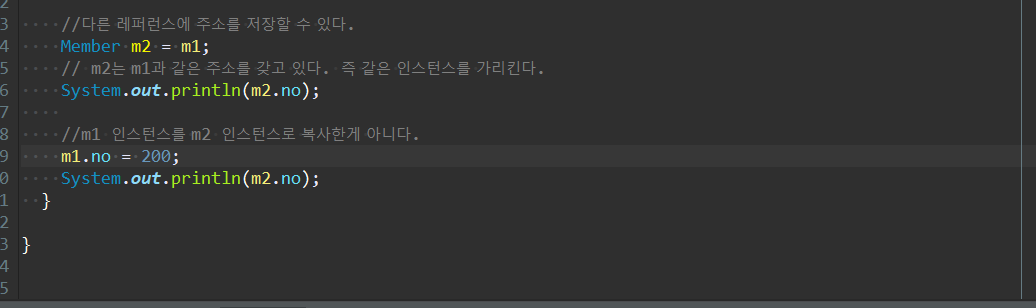 2
3 //다른 레퍼런스에 주소를 저장할 수 있다.
4 Member m2 = m1;
5 // m2는 m1과 같은 주소를 갖고 있다. 즉 같은 인스턴스를 가리킨다.
6 System.out.println(m2.no);
7
8 //m1 인스턴스를 m2 인스턴스로 복사한게 아니다.
9 m1.no = 200;
0 System.out.println(m2.no);
1 }
2
3 }
4
5